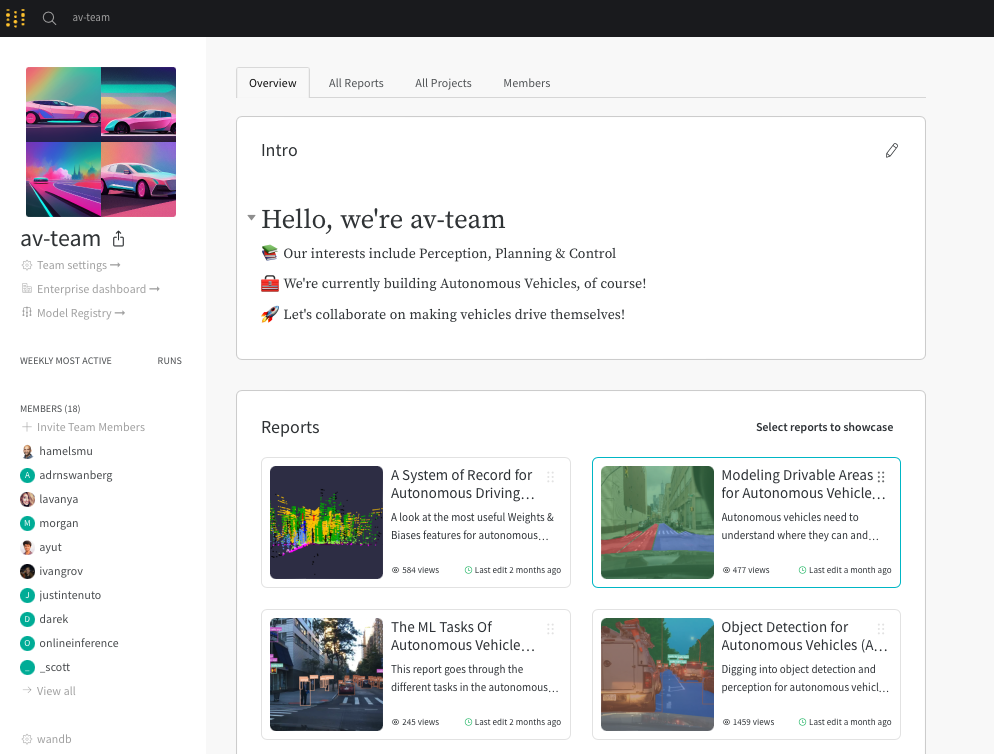 av-team
av-team
Team settings
Enterprise dashboard
Model Registry
WEEKLY MOST ACTIVE RUNS
MEMBERS (18)
Invite Team Members
hamelsmu
A adrnswanberg
lavanya
M morgan
ayut
ivangrov
J justintenuto
D darek
O onlineinference
_ _scott
View all
wandb
Overview All Reports All Projects Members
Intro
Hello, we're av-team
Our interests include Perception, Planning & Control
We're currently building Autonomous Vehicles, of course!
Let's collaborate on making vehicles drive themselves!
Reports Select reports to showcase
A System of Record for
Autonomous Driving…
A look at the most useful Weights &
Biases features for autonomous…
584 views Last edit 2 months ago
Modeling Drivable Areas
for Autonomous Vehicle…
Autonomous vehicles need to
understand where they can and…
477 views Last edit a month ago
The ML Tasks Of
Autonomous Vehicle…
This report goes through the
different tasks in the autonomous…
245 views Last edit 2 months ago
Object Detection for
Autonomous Vehicles (A…
Digging into object detection and
perception for autonomous vehicl…
1459 views Last edit a month ago